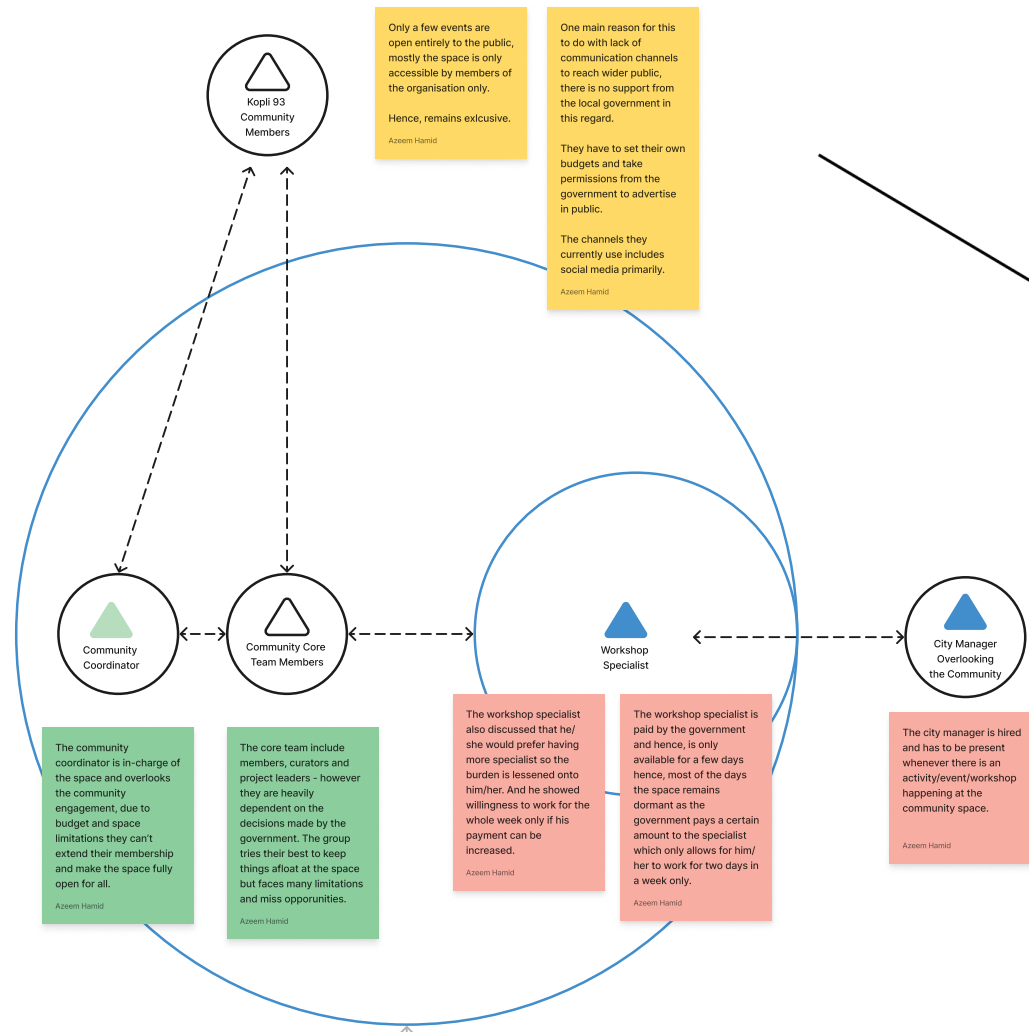 Kopli 93
Community
Members
Only a few events are
open entirely to the public,
mostly the space is only
accessible by members of
the organisation only.
Hence, remains exlcusive.
Azeem Hamid
One main reason for this
to do with lack of
communication channels
to reach wider public,
there is no support from
the local government in
this regard.
They have to set their own
budgets and take
permissions from the
government to advertise
in public.
The channels they
currently use includes
social media primarily.
Azeem Hamid
Community
Coordinator
Community Core
Team Members
Workshop
Specialist
City Manager
Overlooking
the Community
The community
coordinator is in-charge of
the space and overlooks
the community
engagement, due to
budget and space
limitations they can't
extend their membership
and make the space fully
open for all.
Azeem Hamid
The core team include
members, curators and
project leaders - however
they are heavily
dependent on the
decisions made by the
government. The group
tries their best to keep
things afloat at the space
but faces many limitations
and miss opporunities.
Azeem Hamid
The workshop specialist
also discussed that he/
she would prefer having
more specialist so the
burden is lessened onto
him/her. And he showed
willingness to work for the
whole week only if his
payment can be
increased.
Azeem Hamid
The workshop specialist is
paid by the government
and hence, is only
available for a few days
hence, most of the days
the space remains
dormant as the
government pays a certain
amount to the specialist
which only allows for him/
her to work for two days in
a week only.
Azeem Hamid
The city manager is hired
and has to be present
whenever there is an
activity/event/workshop
happening at the
community space.
Azeem Hamid